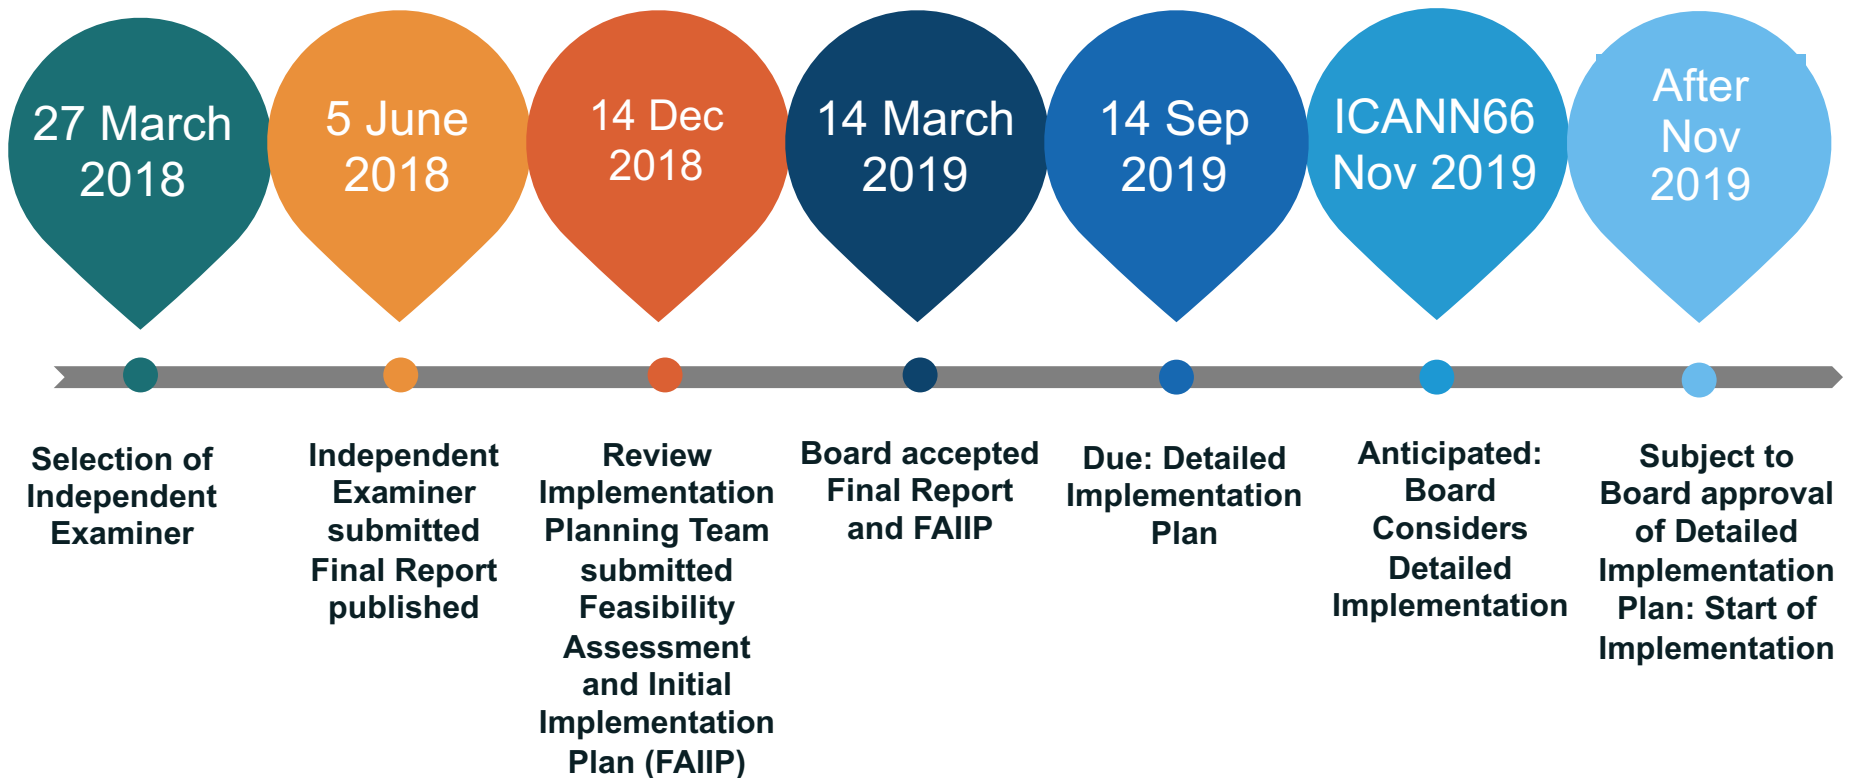 27 March
2018
5 June
2018
14 Dec
2018
14 March
2019
14 Sep
2019
ICANN66
Nov 2019
After
Nov
2019
Selection of
Independent
Examiner
Independent
Examiner
submitted
Final Report
published
Review
Implementation
Planning Team
submitted
Feasibility
Assessment
and Initial
Implementation
Plan (FAIIP)
Board accepted
Final Report
and FAIIP
Due: Detailed
Implementation
Plan
Anticipated:
Board
Considers
Detailed
Implementation
Subject to
Board approval
of Detailed
Implementation
Plan: Start of
Implementation